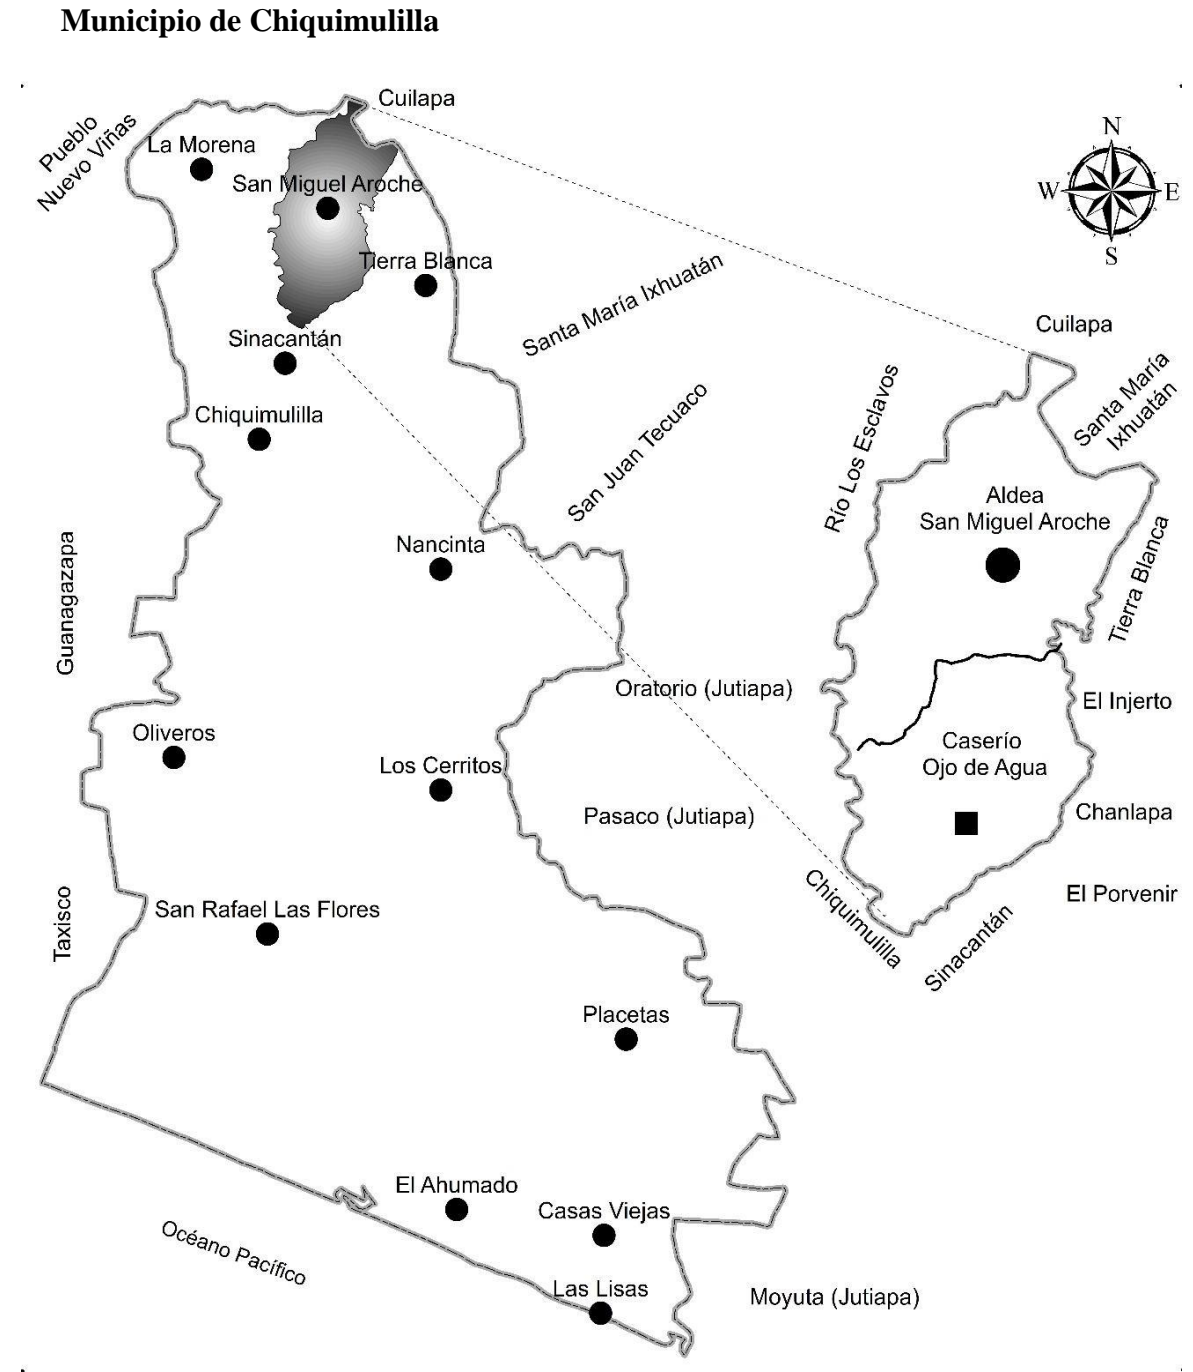 Municipio de Chiquimulilla
Cuilapa
Pueblo
Nuevo Viñas
La Morena
San Miguel Aroche
Tierra Blanca
Sinacantán
Chiquimulilla
Santa María Ixhuatán
San Juan Tecuaco
Nancinta
Guanagazapa
Oratorio (Jutiapa)
Oliveros
Los Cerritos
Pasaco (Jutiapa)
Taxisco
San Rafael Las Flores
Placetas
El Ahumado
Casas Viejas
Océano Pacífico
Las Lisas
Moyuta (Jutiapa)
N
W
E
S
Cuilapa
Santa María
Ixhuatán
Río Los Esclavos
Aldea
San Miguel Aroche
Tierra Blanca
El Injerto
Caserío
Ojo de Agua
Chanlapa
El Porvenir
Chiquimulilla
Sinacantán